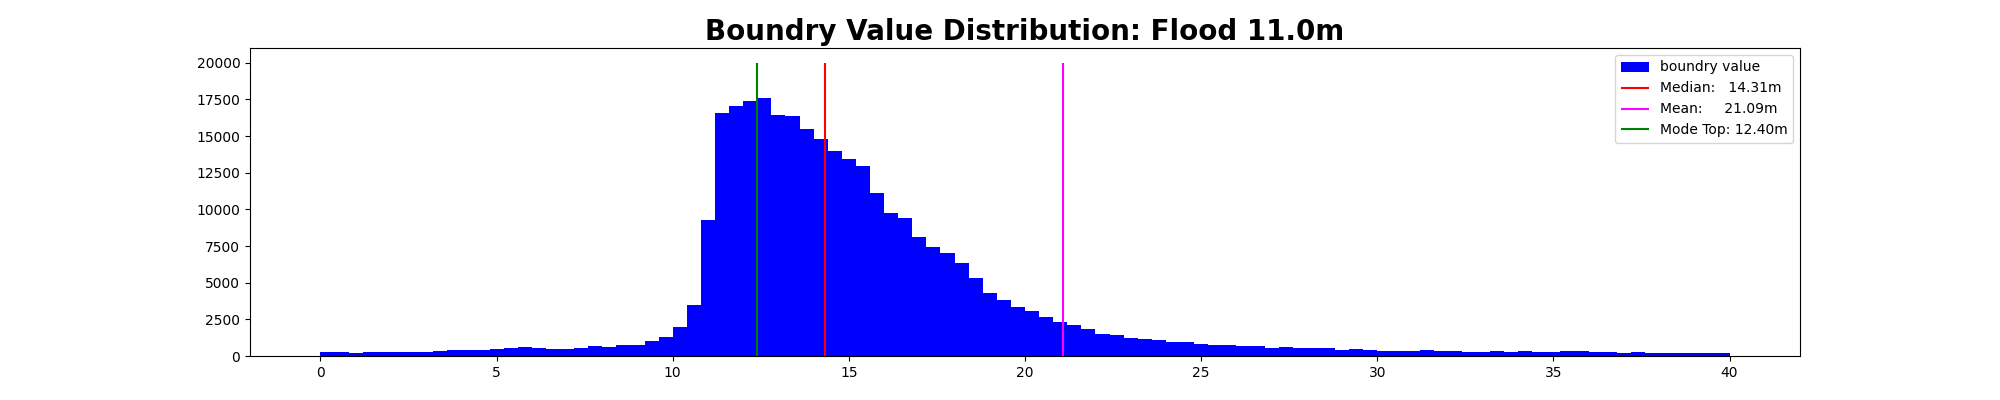 Boundry Value Distribution: Flood 11.0m
20000
17500
15000
12500
10000
7500
5000
2500
0
boundry value
Median: 14.31m
Mean: 21.09m
Mode Top: 12.40m
0 5 10 15 20 25 30 35 40